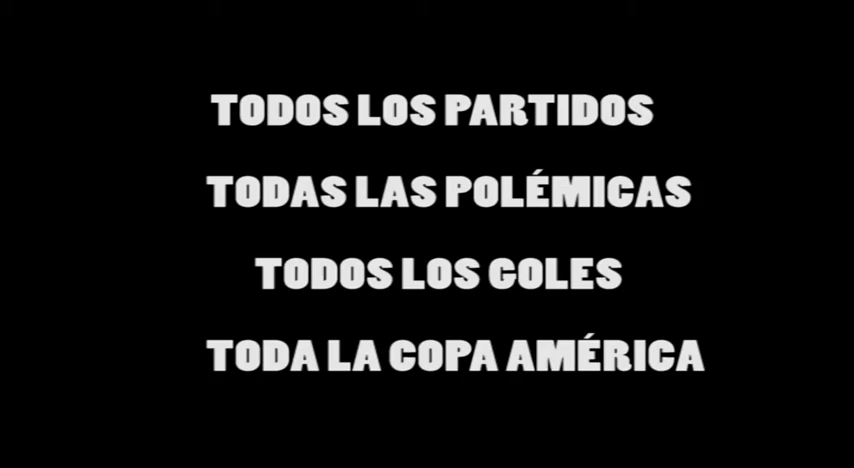 TODOS LOS PARTIDOS
TODAS LAS POLÉMICAS
TODOS LOS GOLES
TODA LA COPA AMÉRICA